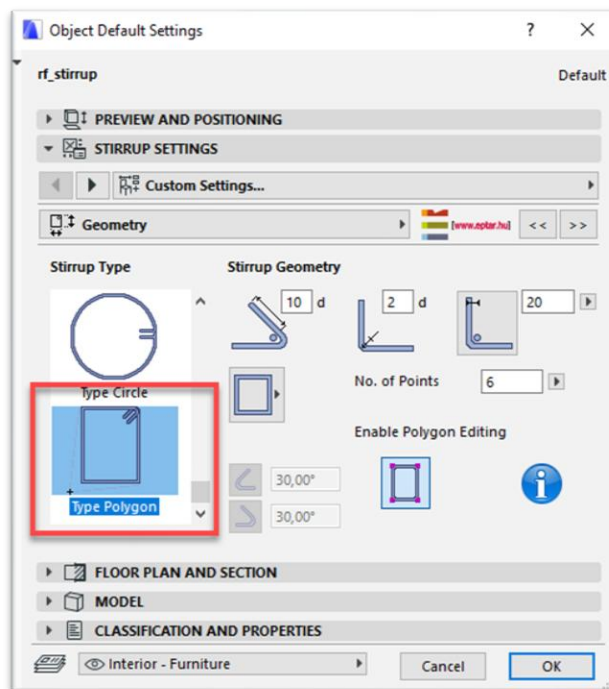 Object Default Settings
?
rf_stirrup
Default
PREVIEW AND POSITIONING
STIRRUP SETTINGS
Custom Settings...
Geometry
[www.eptar.hu]
<<
>>
Stirrup Type
Stirrup Geometry
10 d
2 d
20
Type Circle
No. of Points
6
Enable Polygon Editing
Type Polygon
30,00°
30,00°
FLOOR PLAN AND SECTION
MODEL
CLASSIFICATION AND PROPERTIES
Interior - Furniture
Cancel
OK